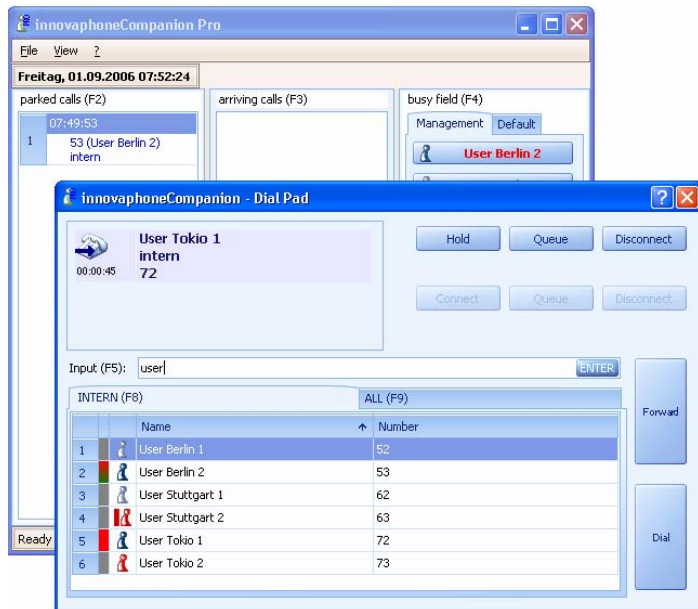 innovaphoneCompanion Pro
File View ?
Freitag, 01.09.2006 07:52:24
parked calls (F2)
arriving calls (F3)
busy field (F4)
07:49:53
1
53 (User Berlin 2)
intern
Management Default
User Berlin 2
innovaphoneCompanion - Dial Pad
User Tokio 1
intern
00:00:45 72
Hold Queue Disconnect
Connect Queue Disconnect
Input (F5): user ENTER
INTERN (F8) ALL (F9)
Name Number
1 User Berlin 1 52
2 User Berlin 2 53
3 User Stuttgart 1 62
4 User Stuttgart 2 63
5 User Tokio 1 72
6 User Tokio 2 73
Forward
Dial
Ready